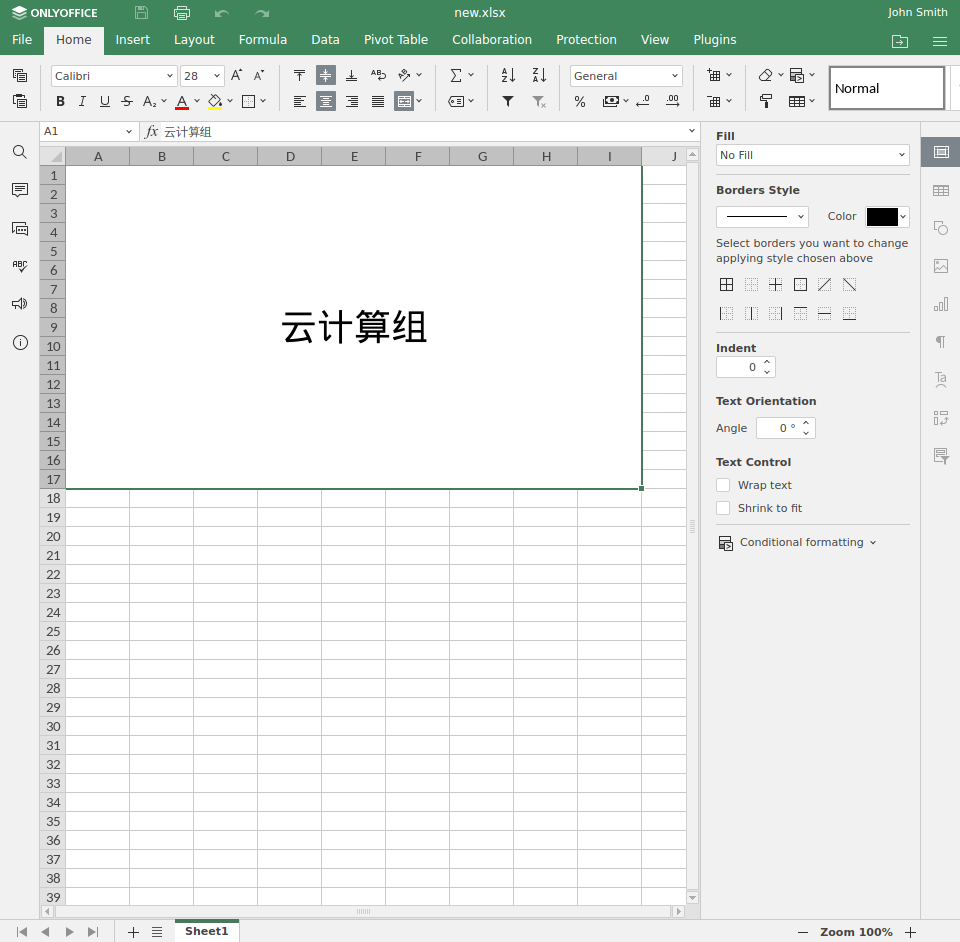 ONLYOFFICE
new.xlsx
John Smith
File Home Insert Layout Formula Data Pivot Table Collaboration Protection View Plugins
Calibri 28 General
Normal
A1 fx 云计算组
A B C D E F G H I J
1
2
3
4
5
6
7
8
9
10
11
12
13
14
15
16
17
18
19
20
21
22
23
24
25
26
27
28
29
30
31
32
33
34
35
36
37
38
39
云计算组
Fill
No Fill
Borders Style
Color
Select borders you want to change
applying style chosen above
Indent
0
Text Orientation
Angle 0 °
Text Control
Wrap text
Shrink to fit
Conditional formatting
Sheet1
Zoom 100%